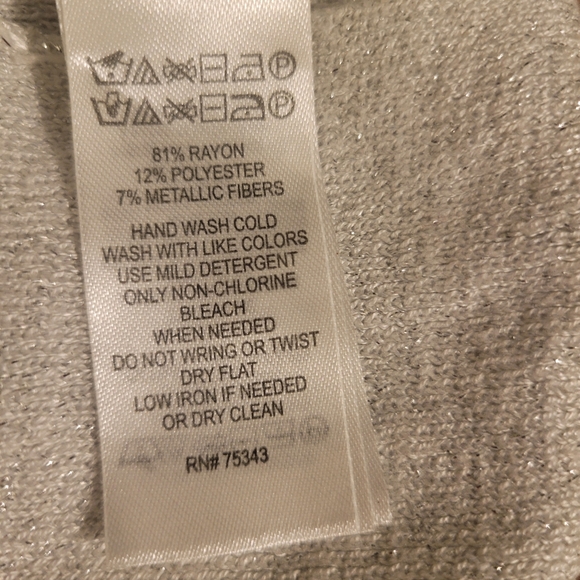 81% RAYON
12% POLYESTER
7% METALLIC FIBERS
HAND WASH COLD
WASH WITH LIKE COLORS
USE MILD DETERGENT
ONLY NON-CHLORINE
BLEACH
WHEN NEEDED
DO NOT WRING OR TWIST
DRY FLAT
LOW IRON IF NEEDED
OR DRY CLEAN
RN# 75343